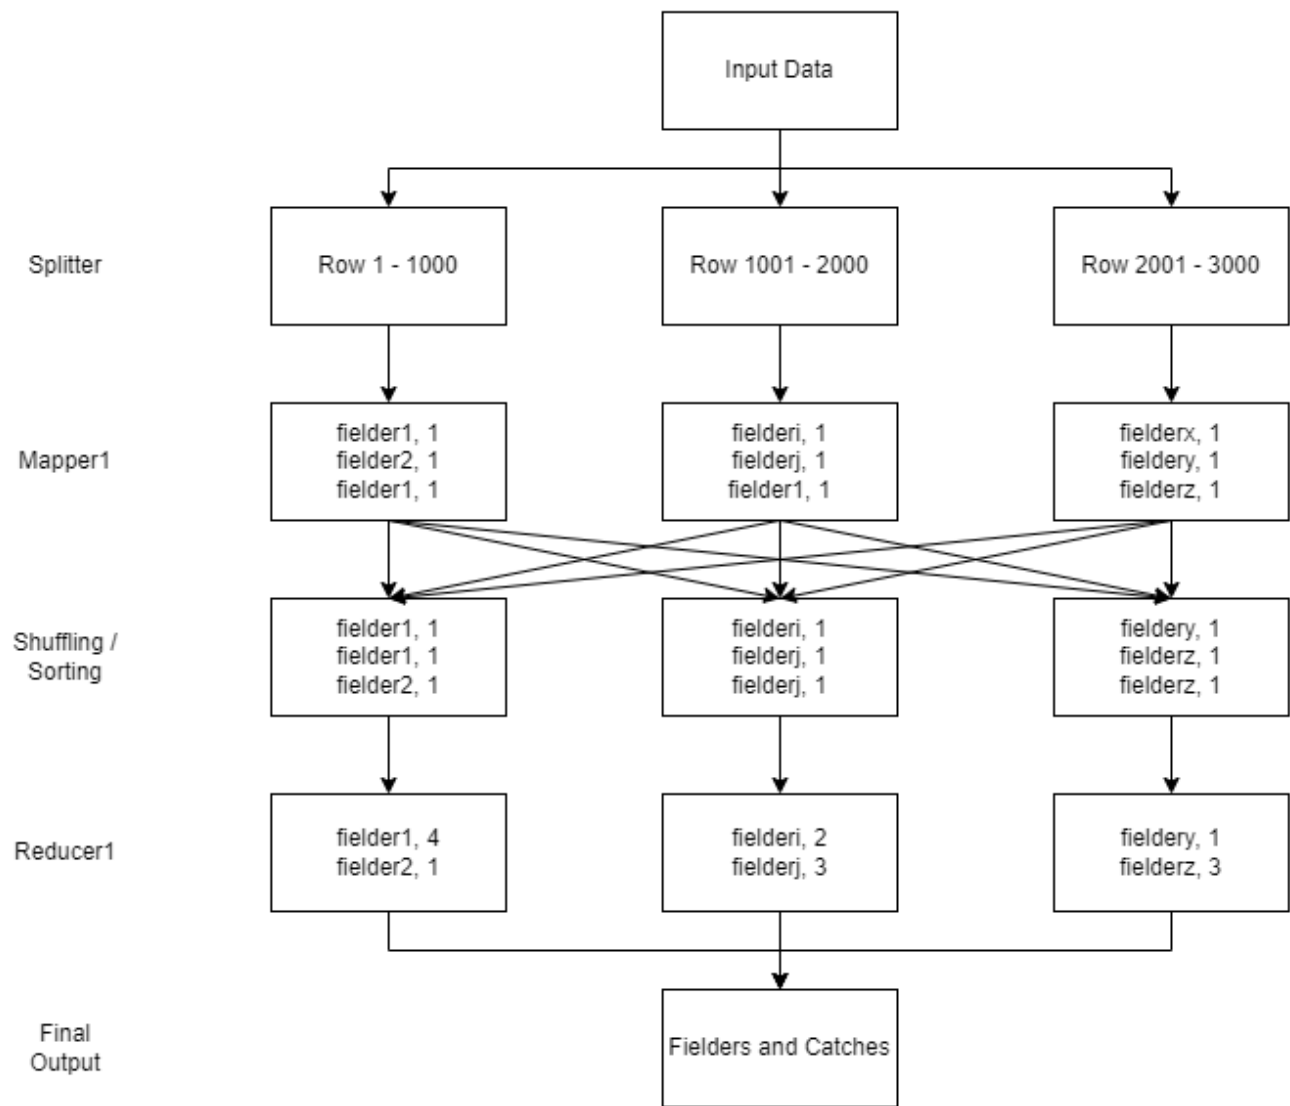 Input Data
Splitter
Row 1 - 1000
Row 1001 - 2000
Row 2001 - 3000
Mapper1
fielder1, 1
fielder2, 1
fielder1, 1
fielderi, 1
fielderj, 1
fielder1, 1
fielderx, 1
fieldery, 1
fielderz, 1
Shuffling /
Sorting
fielder1, 1
fielder1, 1
fielder2, 1
fielderi, 1
fielderj, 1
fielderj, 1
fieldery, 1
fielderz, 1
fielderz, 1
Reducer1
fielder1, 4
fielder2, 1
fielderi, 2
fielderj, 3
fieldery, 1
fielderz, 3
Final
Output
Fielders and Catches